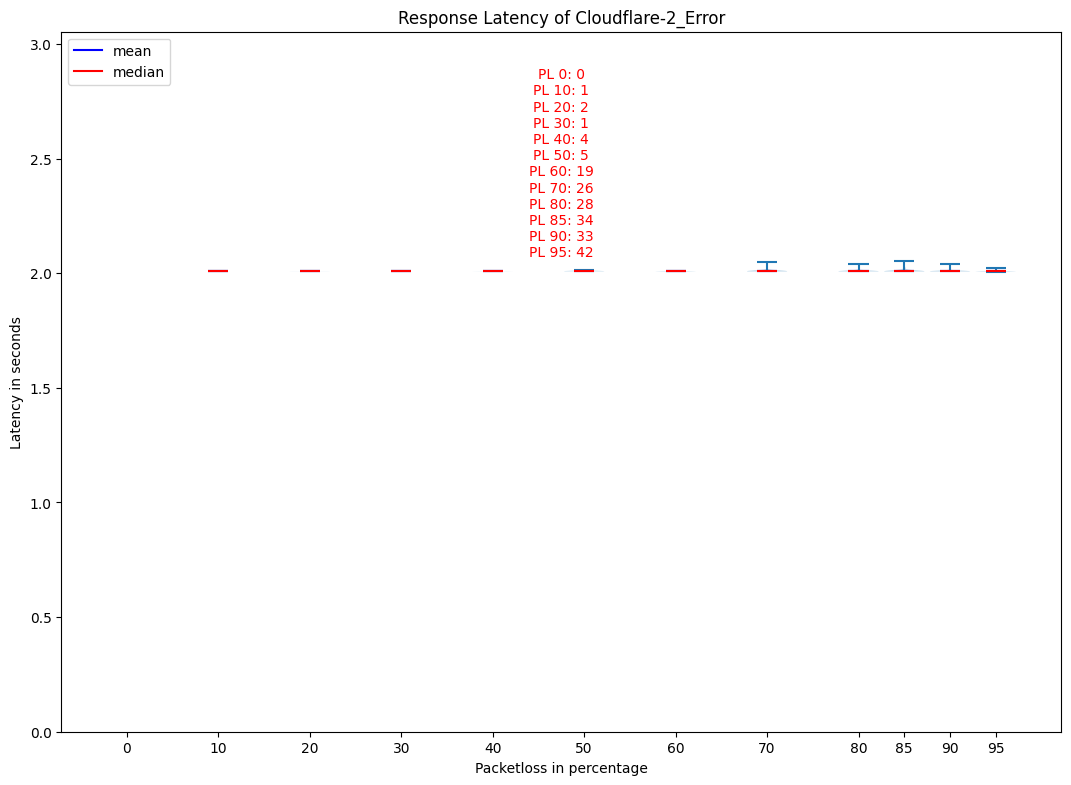 Response Latency of Cloudflare-2_Error
mean
median
PL 0: 0
PL 10: 1
PL 20: 2
PL 30: 1
PL 40: 4
PL 50: 5
PL 60: 19
PL 70: 26
PL 80: 28
PL 85: 34
PL 90: 33
PL 95: 42
3.0
2.5
2.0
1.5
1.0
0.5
0.0
Latency in seconds
0 10 20 30 40 50 60 70 80 85 90 95
Packetloss in percentage